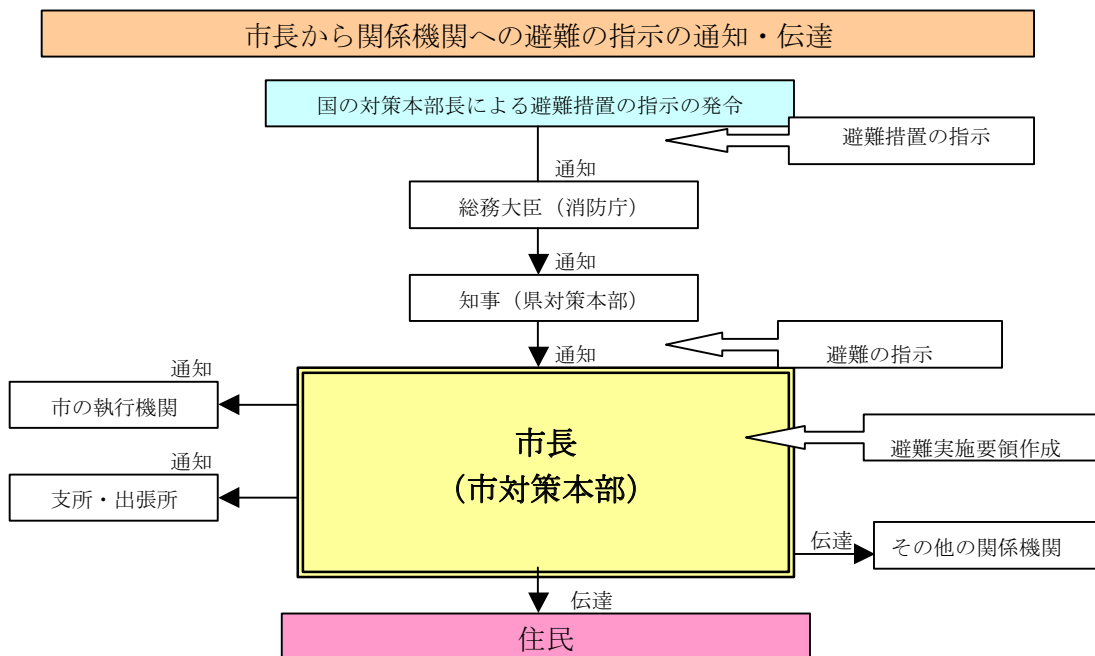 市長から関係機関への避難の指示の通知・伝達
国の対策本部長による避難措置の指示の発令
避難措置の指示
通知
総務大臣（消防庁）
通知
知事（県対策本部）
通知
避難の指示
通知
市の執行機関
市長
（市対策本部）
避難実施要領作成
通知
支所・出張所
伝達
その他の関係機関
伝達
住民